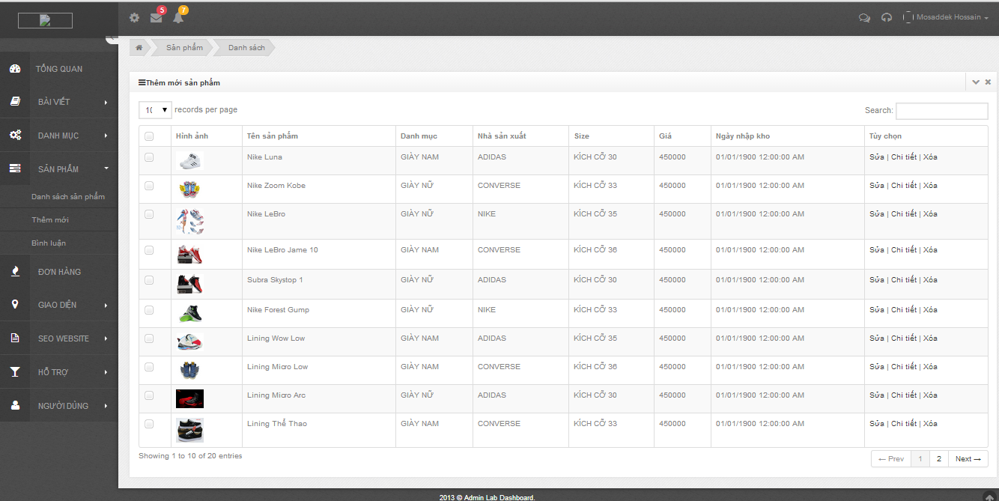 5 7 Mosaddek Hossain
TỔNG QUAN
BÀI VIẾT
DANH MỤC
SẢN PHẨM
Danh sách sản phẩm
Thêm mới
Bình luận
ĐƠN HÀNG
GIAO DIỆN
SEO WEBSITE
HỖ TRỢ
NGƯỜI DÙNG
Sản phẩm Danh sách
Thêm mới sản phẩm
10 records per page Search:
Hình ảnh Tên sản phẩm Danh mục Nhà sản xuất Size Giá Ngày nhập kho Tùy chọn
Nike Luna GIÀY NAM ADIDAS KÍCH CỠ 30 450000 01/01/1900 12:00:00 AM Sửa | Chi tiết | Xóa
Nike Zoom Kobe GIÀY NỮ CONVERSE KÍCH CỠ 33 450000 01/01/1900 12:00:00 AM Sửa | Chi tiết | Xóa
Nike LeBro GIÀY NỮ NIKE KÍCH CỠ 35 450000 01/01/1900 12:00:00 AM Sửa | Chi tiết | Xóa
Nike LeBro Jame 10 GIÀY NAM CONVERSE KÍCH CỠ 36 450000 01/01/1900 12:00:00 AM Sửa | Chi tiết | Xóa
Subra Skystop 1 GIÀY NỮ ADIDAS KÍCH CỠ 30 450000 01/01/1900 12:00:00 AM Sửa | Chi tiết | Xóa
Nike Forest Gump GIÀY NỮ NIKE KÍCH CỠ 33 450000 01/01/1900 12:00:00 AM Sửa | Chi tiết | Xóa
Lining Wow Low GIÀY NAM ADIDAS KÍCH CỠ 35 450000 01/01/1900 12:00:00 AM Sửa | Chi tiết | Xóa
Lining Micro Low GIÀY NAM CONVERSE KÍCH CỠ 36 450000 01/01/1900 12:00:00 AM Sửa | Chi tiết | Xóa
Lining Micro Arc GIÀY NỮ ADIDAS KÍCH CỠ 30 450000 01/01/1900 12:00:00 AM Sửa | Chi tiết | Xóa
Lining Thể Thao GIÀY NAM CONVERSE KÍCH CỠ 33 450000 01/01/1900 12:00:00 AM Sửa | Chi tiết | Xóa
Showing 1 to 10 of 20 entries ← Prev 1 2 Next →
2013 © Admin Lab Dashboard.